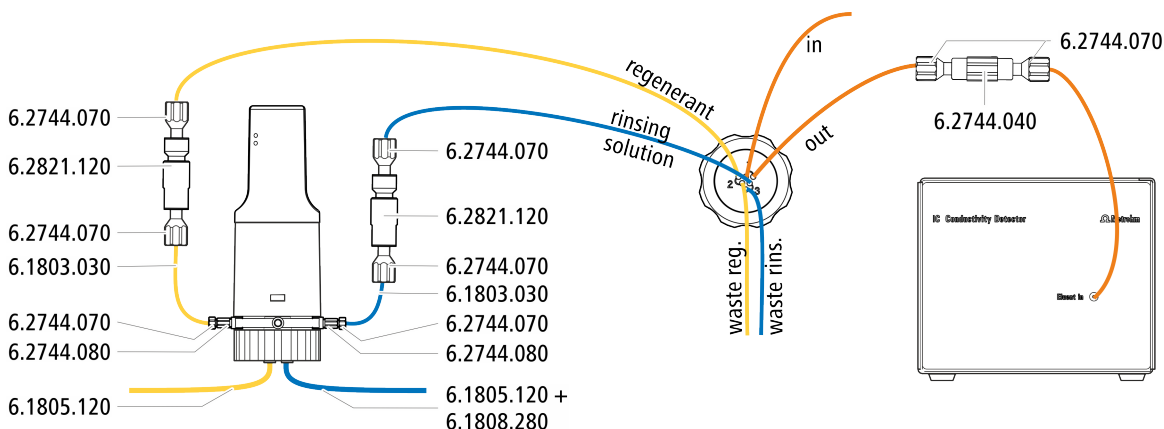 6.2744.070
6.2821.120
6.2744.070
6.1803.030
6.2744.070
6.2744.080
6.1805.120
6.2744.070
6.2821.120
6.2744.070
6.1803.030
6.2744.070
6.2744.080
6.1805.120 +
6.1808.280
regenerant
rinsing
solution
in
out
1
2
3
waste reg.
waste rins.
6.2744.070
6.2744.040
IC Conductivity Detector
Metrohm
Eluent in